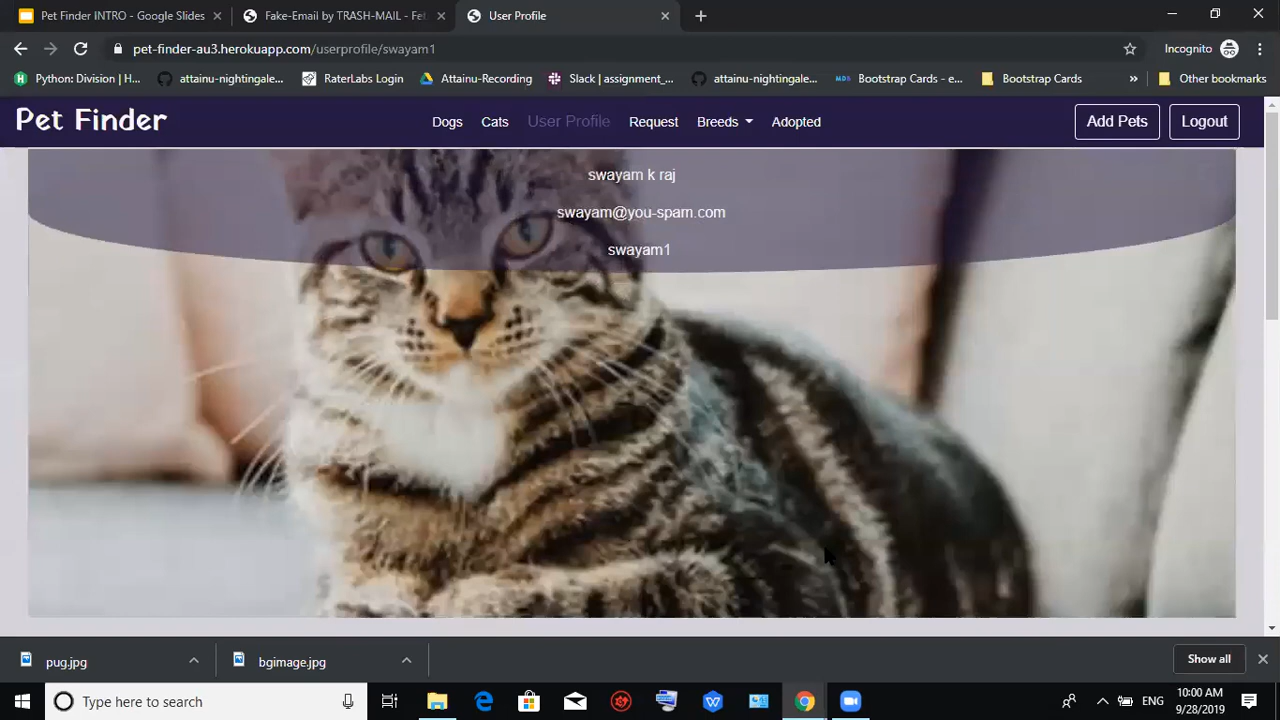 Pet Finder INTRO - Google Slides
Fake-Email by TRASH-MAIL - Fet
User Profile
pet-finder-au3.herokuapp.com/userprofile/swayam1
Incognito
Python: Division | H...
attainu-nightingale...
RaterLabs Login
Attainu-Recording
Slack | assignment_...
attainu-nightingale...
MDB
Bootstrap Cards - e...
Bootstrap Cards
»
Other bookmarks
Pet Finder
Dogs
Cats
User Profile
Request
Breeds
Adopted
Add Pets
Logout
swayam k raj
swayam@you-spam.com
swayam1
pug.jpg
bgimage.jpg
Show all
Type here to search
ENG
10:00 AM
9/28/2019